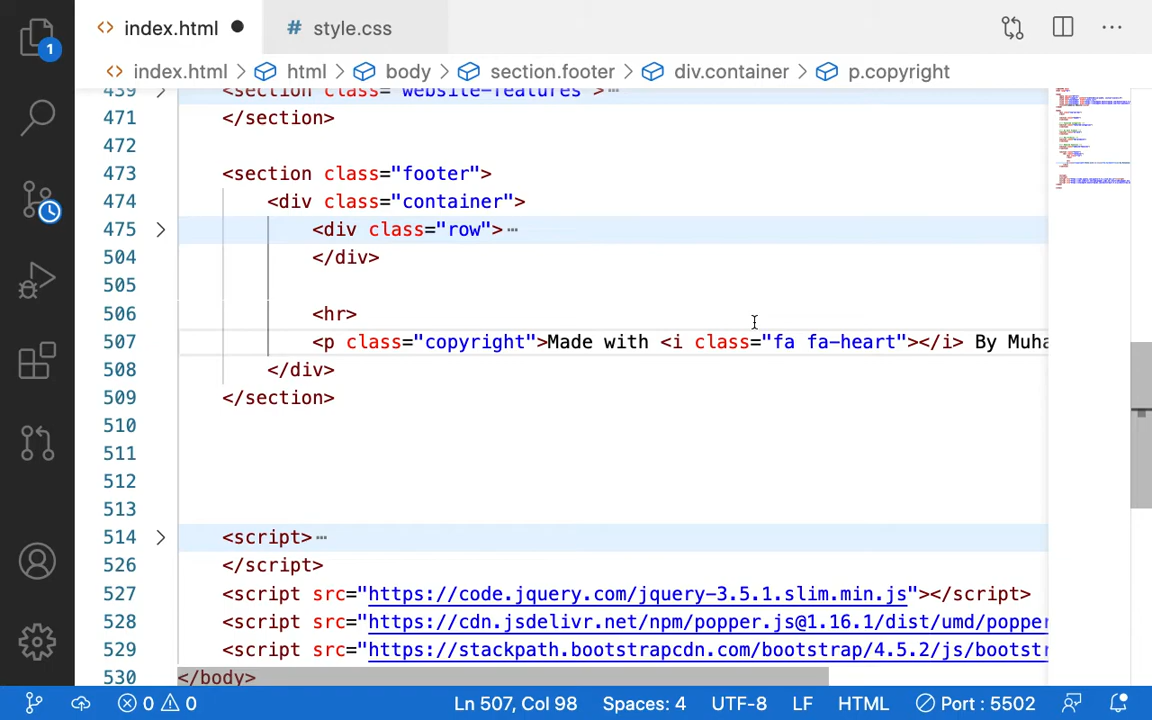 1
index.html
# style.css
index.html > html > body > section.footer > div.container > p.copyright
439 <section class="website-features">
471 </section>
472
473 <section class="footer">
474 <div class="container">
475 <div class="row">
504 </div>
505
506 <hr>
507 <p class="copyright">Made with <i class="fa fa-heart"></i> By Muha
508 </div>
509 </section>
510
511
512
513
514 <script>
526 </script>
527 <script src="https://code.jquery.com/jquery-3.5.1.slim.min.js"></script>
528 <script src="https://cdn.jsdelivr.net/npm/popper.js@1.16.1/dist/umd/popper
529 <script src="https://stackpath.bootstrapcdn.com/bootstrap/4.5.2/js/bootstr
530 </body>
0 0 Ln 507, Col 98 Spaces: 4 UTF-8 LF HTML Port : 5502